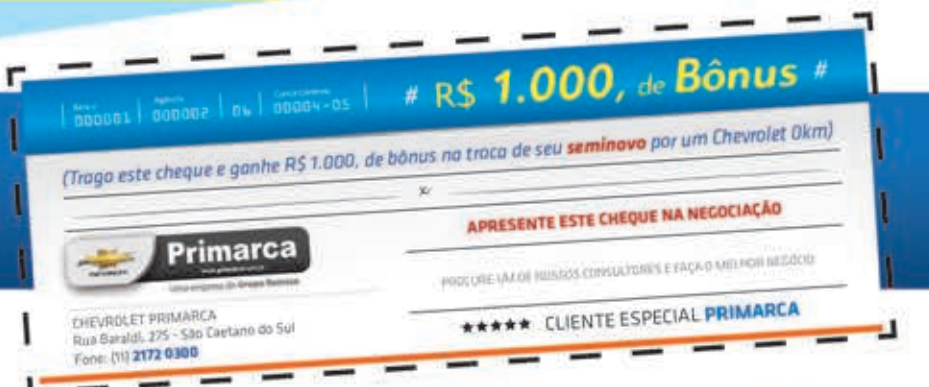 Agência
000001 000002 06 00004-05
# R$ 1.000, de Bônus #
(Traga este cheque e ganhe R$ 1.000, de bônus na troca de seu seminovo por um Chevrolet 0km)
x
APRESENTE ESTE CHEQUE NA NEGOCIAÇÃO
Primarca
PROCURE UM DE NOSSOS CONSULTORES E FAÇA O MELHOR NEGÓCIO
CHEVROLET PRIMARCA
Rua Baraldi, 275 - São Caetano do Sul
Fone: (11) 2172 0300
★★★★★ CLIENTE ESPECIAL PRIMARCA